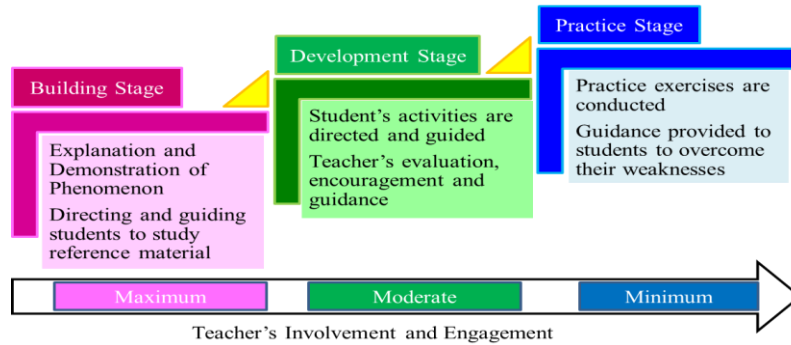 Building Stage
Explanation and
Demonstration of
Phenomenon
Directing and guiding
students to study
reference material
Development Stage
Student's activities are
directed and guided
Teacher's evaluation,
encouragement and
guidance
Practice Stage
Practice exercises are
conducted
Guidance provided to
students to overcome
their weaknesses
Maximum
Moderate
Minimum
Teacher's Involvement and Engagement